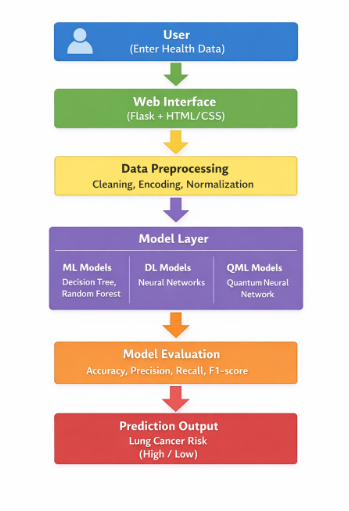 User
(Enter Health Data)
Web Interface
(Flask + HTML/CSS)
Data Preprocessing
Cleaning, Encoding, Normalization
Model Layer
ML Models
Decision Tree,
Random Forest
DL Models
Neural Networks
QML Models
Quantum Neural
Network
Model Evaluation
Accuracy, Precision, Recall, F1-score
Prediction Output
Lung Cancer Risk
(High / Low)